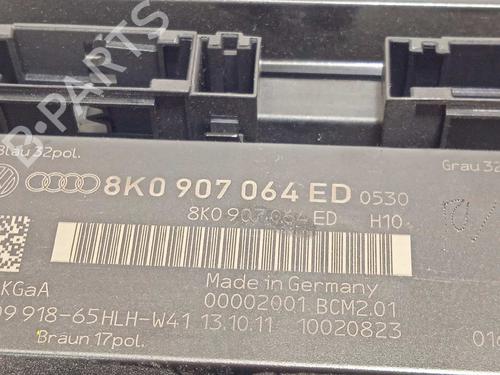 Blau 32pol.
Grau 32
8K0 907 064 ED 0530
8K0 907 064 ED H10
Made in Germany
00002001 BCM2.01
KGaA
09 918-65HLH-W41 13.10.11 10020823
Braun 17pol.
B-PARTS